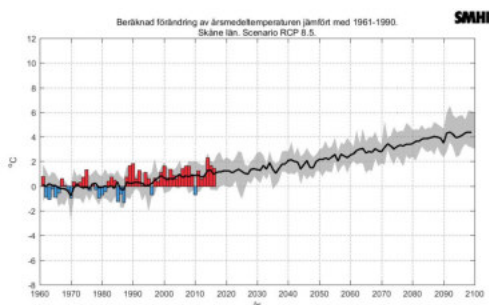 Beräknad förändring av årsmedeltemperaturen jämfört med 1961-1990.
Skåne län. Scenario RCP 8.5.
SMHI
12
10
8
6
4
2
0
-2
-4
°C
1960 1970 1980 1990 2000 2010 2020 2030 2040 2050 2060 2070 2080 2090 2100